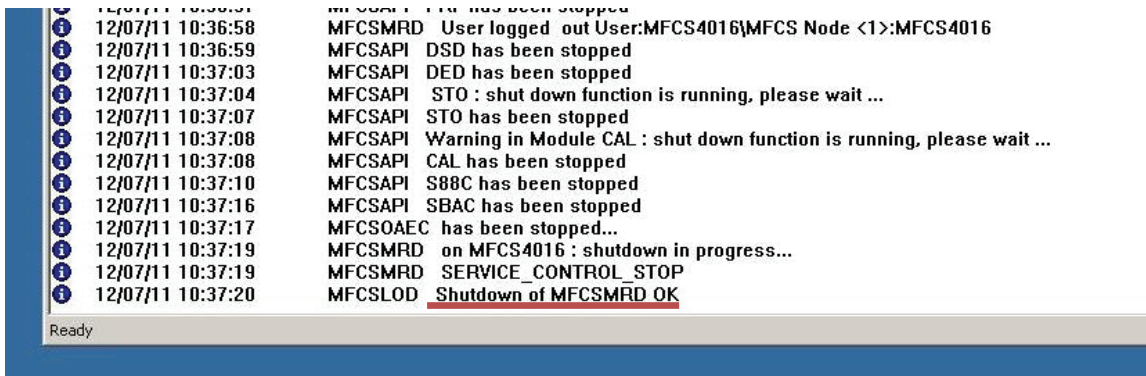 12/07/11 10:36:58 MFCSMRD User logged out User:MFCS4016\MFCS Node <1>:MFCS4016
12/07/11 10:36:59 MFCSAPI DSD has been stopped
12/07/11 10:37:03 MFCSAPI DED has been stopped
12/07/11 10:37:04 MFCSAPI STO : shut down function is running, please wait ...
12/07/11 10:37:07 MFCSAPI STO has been stopped
12/07/11 10:37:08 MFCSAPI Warning in Module CAL : shut down function is running, please wait ...
12/07/11 10:37:08 MFCSAPI CAL has been stopped
12/07/11 10:37:10 MFCSAPI S88C has been stopped
12/07/11 10:37:16 MFCSAPI SBAC has been stopped
12/07/11 10:37:17 MFCSOAEC has been stopped...
12/07/11 10:37:19 MFCSMRD on MFCS4016 : shutdown in progress...
12/07/11 10:37:19 MFCSMRD SERVICE_CONTROL_STOP
12/07/11 10:37:20 MFCSLOD Shutdown of MFCSMRD OK
Ready